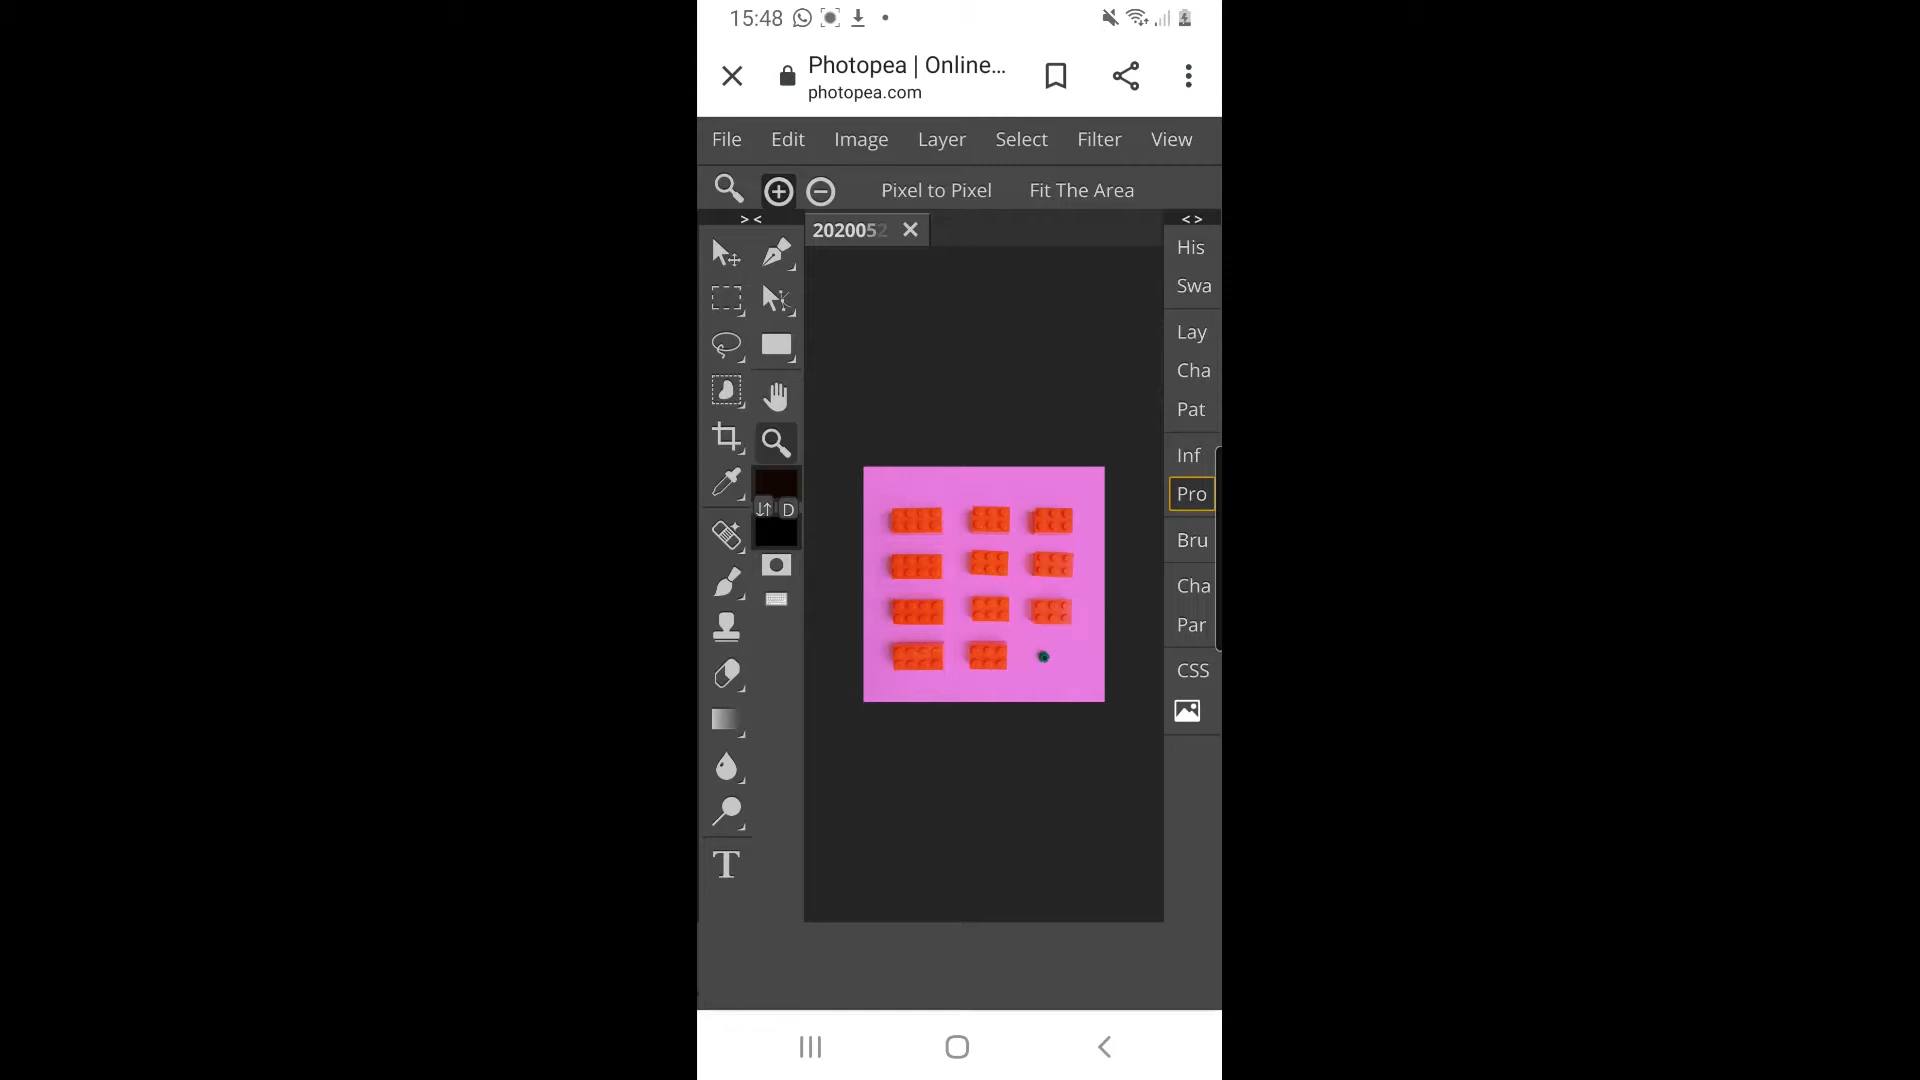 15:48
Photopea | Online...
photopea.com
File Edit Image Layer Select Filter View
Pixel to Pixel Fit The Area
> < < >
2020052
His
Swa
Lay
Cha
Pat
Inf
Pro
D
Bru
Cha
Par
CSS
T